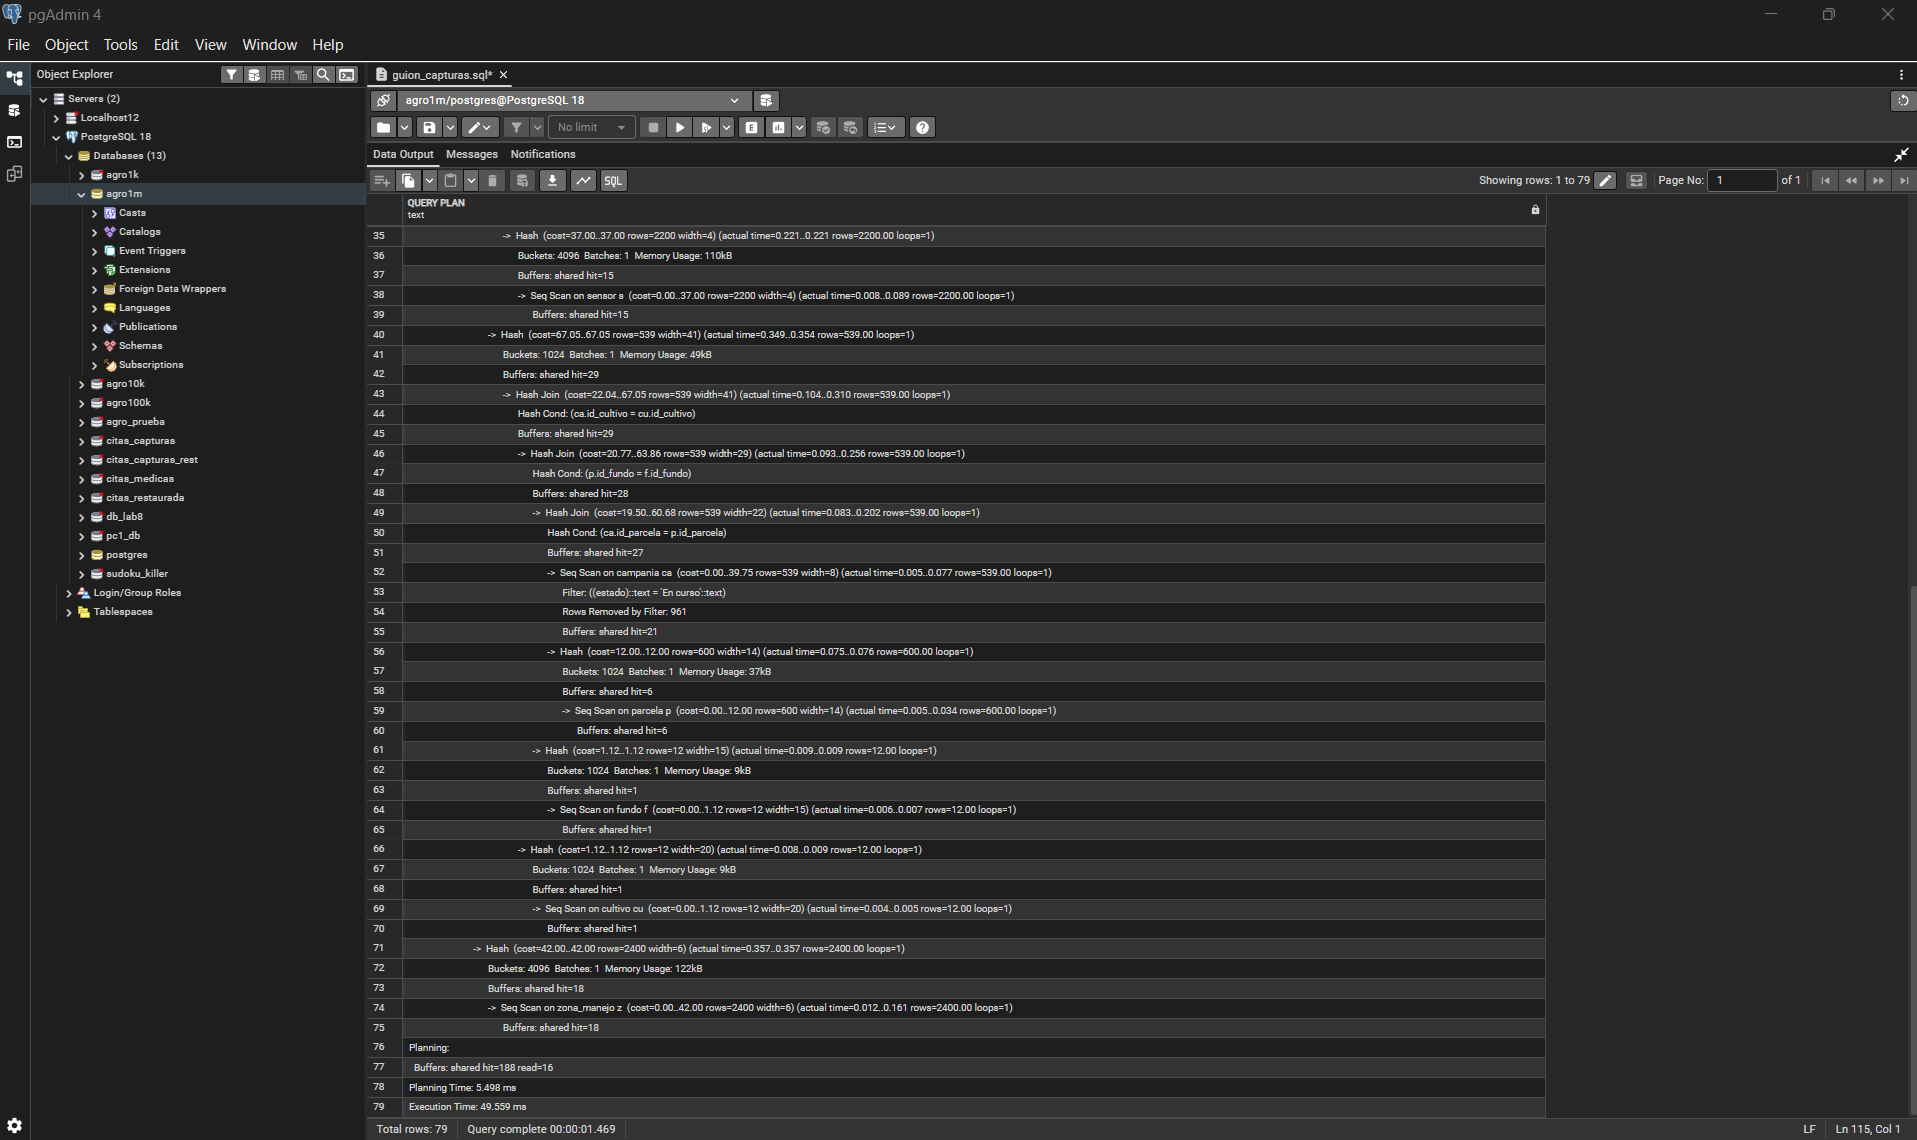 pgAdmin 4
File Object Tools Edit View Window Help
Object Explorer
guion_capturas.sql*
Servers (2)
Localhost12
PostgreSQL 18
Databases (13)
agro1k
agro1m
Casts
Catalogs
Event Triggers
Extensions
Foreign Data Wrappers
Languages
Publications
Schemas
Subscriptions
agro10k
agro100k
agro_prueba
citas_capturas
citas_capturas_rest
citas_medicas
citas_restaurada
db_lab8
pc1_db
postgres
sudoku_killer
Login/Group Roles
Tablespaces
agro1m/postgres@PostgreSQL 18
No limit
E
Data Output Messages Notifications
SQL
Showing rows: 1 to 79
Page No: 1 of 1
QUERY PLAN
text
35 -> Hash (cost=37.00..37.00 rows=2200 width=4) (actual time=0.221..0.221 rows=2200.00 loops=1)
36 Buckets: 4096 Batches: 1 Memory Usage: 110kB
37 Buffers: shared hit=15
38 -> Seq Scan on sensor s (cost=0.00..37.00 rows=2200 width=4) (actual time=0.008..0.089 rows=2200.00 loops=1)
39 Buffers: shared hit=15
40 -> Hash (cost=67.05..67.05 rows=539 width=41) (actual time=0.349..0.354 rows=539.00 loops=1)
41 Buckets: 1024 Batches: 1 Memory Usage: 49kB
42 Buffers: shared hit=29
43 -> Hash Join (cost=22.04..67.05 rows=539 width=41) (actual time=0.104..0.310 rows=539.00 loops=1)
44 Hash Cond: (ca.id_cultivo = cu.id_cultivo)
45 Buffers: shared hit=29
46 -> Hash Join (cost=20.77..63.86 rows=539 width=29) (actual time=0.093..0.256 rows=539.00 loops=1)
47 Hash Cond: (p.id_fundo = f.id_fundo)
48 Buffers: shared hit=28
49 -> Hash Join (cost=19.50..60.68 rows=539 width=22) (actual time=0.083..0.202 rows=539.00 loops=1)
50 Hash Cond: (ca.id_parcela = p.id_parcela)
51 Buffers: shared hit=27
52 -> Seq Scan on campania ca (cost=0.00..39.75 rows=539 width=8) (actual time=0.005..0.077 rows=539.00 loops=1)
53 Filter: ((estado)::text = 'En curso'::text)
54 Rows Removed by Filter: 961
55 Buffers: shared hit=21
56 -> Hash (cost=12.00..12.00 rows=600 width=14) (actual time=0.075..0.076 rows=600.00 loops=1)
57 Buckets: 1024 Batches: 1 Memory Usage: 37kB
58 Buffers: shared hit=6
59 -> Seq Scan on parcela p (cost=0.00..12.00 rows=600 width=14) (actual time=0.005..0.034 rows=600.00 loops=1)
60 Buffers: shared hit=6
61 -> Hash (cost=1.12..1.12 rows=12 width=15) (actual time=0.009..0.009 rows=12.00 loops=1)
62 Buckets: 1024 Batches: 1 Memory Usage: 9kB
63 Buffers: shared hit=1
64 -> Seq Scan on fundo f (cost=0.00..1.12 rows=12 width=15) (actual time=0.006..0.007 rows=12.00 loops=1)
65 Buffers: shared hit=1
66 -> Hash (cost=1.12..1.12 rows=12 width=20) (actual time=0.008..0.009 rows=12.00 loops=1)
67 Buckets: 1024 Batches: 1 Memory Usage: 9kB
68 Buffers: shared hit=1
69 -> Seq Scan on cultivo cu (cost=0.00..1.12 rows=12 width=20) (actual time=0.004..0.005 rows=12.00 loops=1)
70 Buffers: shared hit=1
71 -> Hash (cost=42.00..42.00 rows=2400 width=6) (actual time=0.357..0.357 rows=2400.00 loops=1)
72 Buckets: 4096 Batches: 1 Memory Usage: 122kB
73 Buffers: shared hit=18
74 -> Seq Scan on zona_manejo z (cost=0.00..42.00 rows=2400 width=6) (actual time=0.012..0.161 rows=2400.00 loops=1)
75 Buffers: shared hit=18
76 Planning:
77 Buffers: shared hit=188 read=16
78 Planning Time: 5.498 ms
79 Execution Time: 49.559 ms
Total rows: 79 Query complete 00:00:01.469 LF Ln 115, Col 1